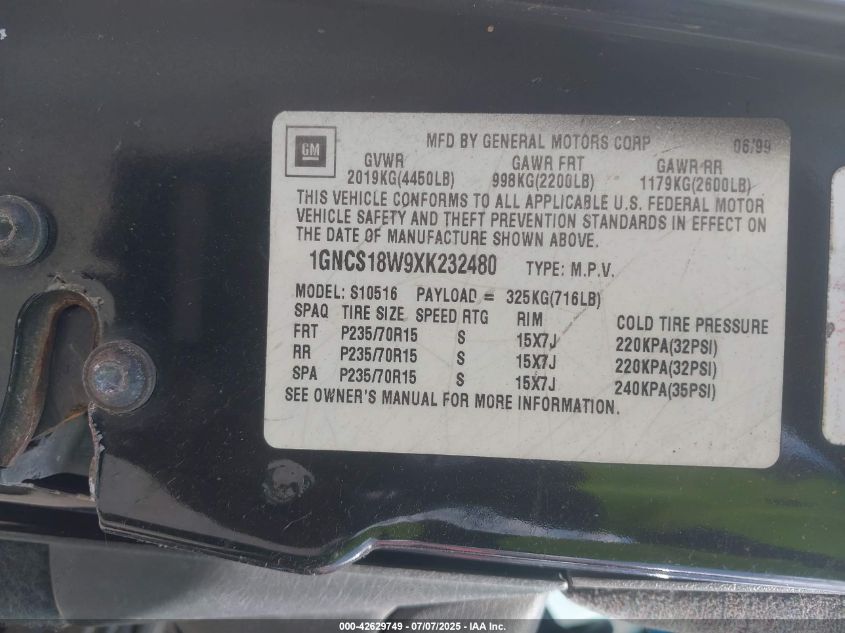 GM
MFD BY GENERAL MOTORS CORP 06/99
GVWR GAWR FRT GAWR RR
2019KG(4450LB) 998KG(2200LB) 1179KG(2600LB)
THIS VEHICLE CONFORMS TO ALL APPLICABLE U.S. FEDERAL MOTOR
VEHICLE SAFETY AND THEFT PREVENTION STANDARDS IN EFFECT ON
THE DATE OF MANUFACTURE SHOWN ABOVE.
1GNCS18W9XK232480 TYPE: M.P.V.
MODEL: S10516 PAYLOAD = 325KG(716LB)
SPAQ TIRE SIZE SPEED RTG RIM COLD TIRE PRESSURE
FRT P235/70R15 S 15X7J 220KPA(32PSI)
RR P235/70R15 S 15X7J 220KPA(32PSI)
SPA P235/70R15 S 15X7J 240KPA(35PSI)
SEE OWNER'S MANUAL FOR MORE INFORMATION.
000-42629749 - 07/07/2025 - IAA Inc.